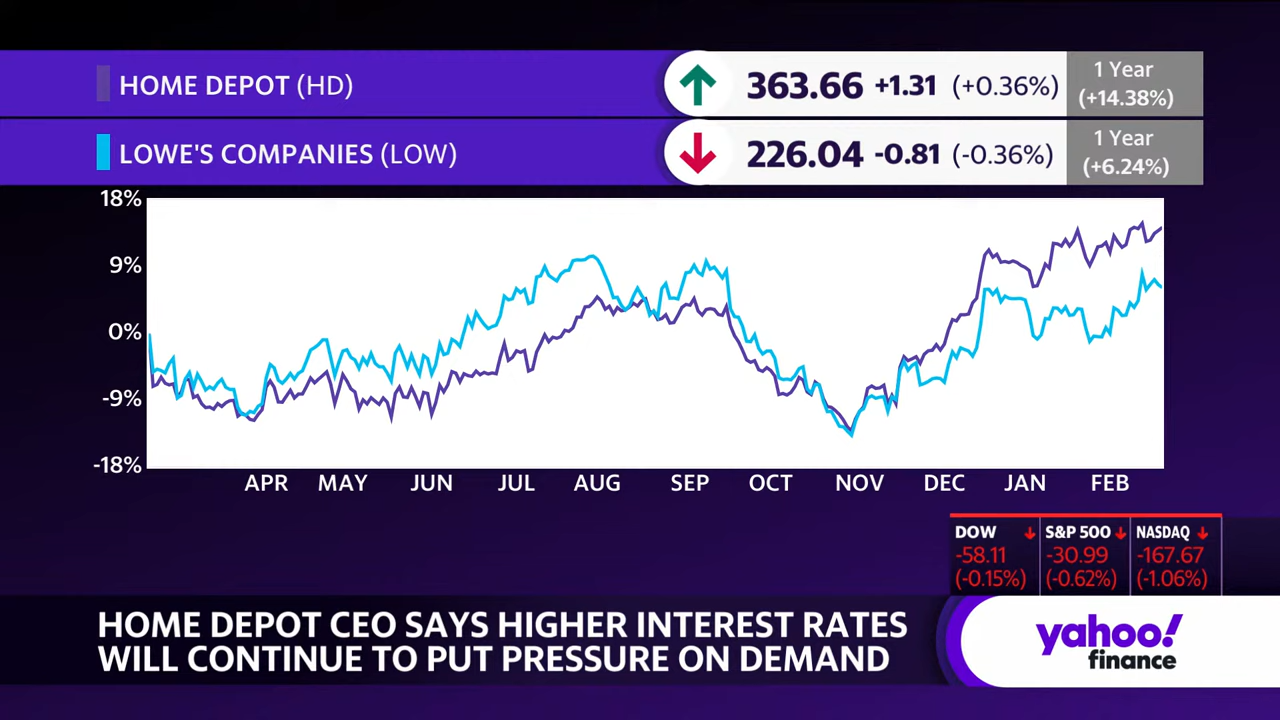 HOME DEPOT (HD)
363.66 +1.31 (+0.36%)
1 Year
(+14.38%)
LOWE'S COMPANIES (LOW)
226.04 -0.81 (-0.36%)
1 Year
(+6.24%)
18%
9%
0%
-9%
-18%
APR MAY JUN JUL AUG SEP OCT NOV DEC JAN FEB
DOW
-58.11
(-0.15%)
S&P 500
-30.99
(-0.62%)
NASDAQ
-167.67
(-1.06%)
HOME DEPOT CEO SAYS HIGHER INTEREST RATES
WILL CONTINUE TO PUT PRESSURE ON DEMAND
yahoo!
finance